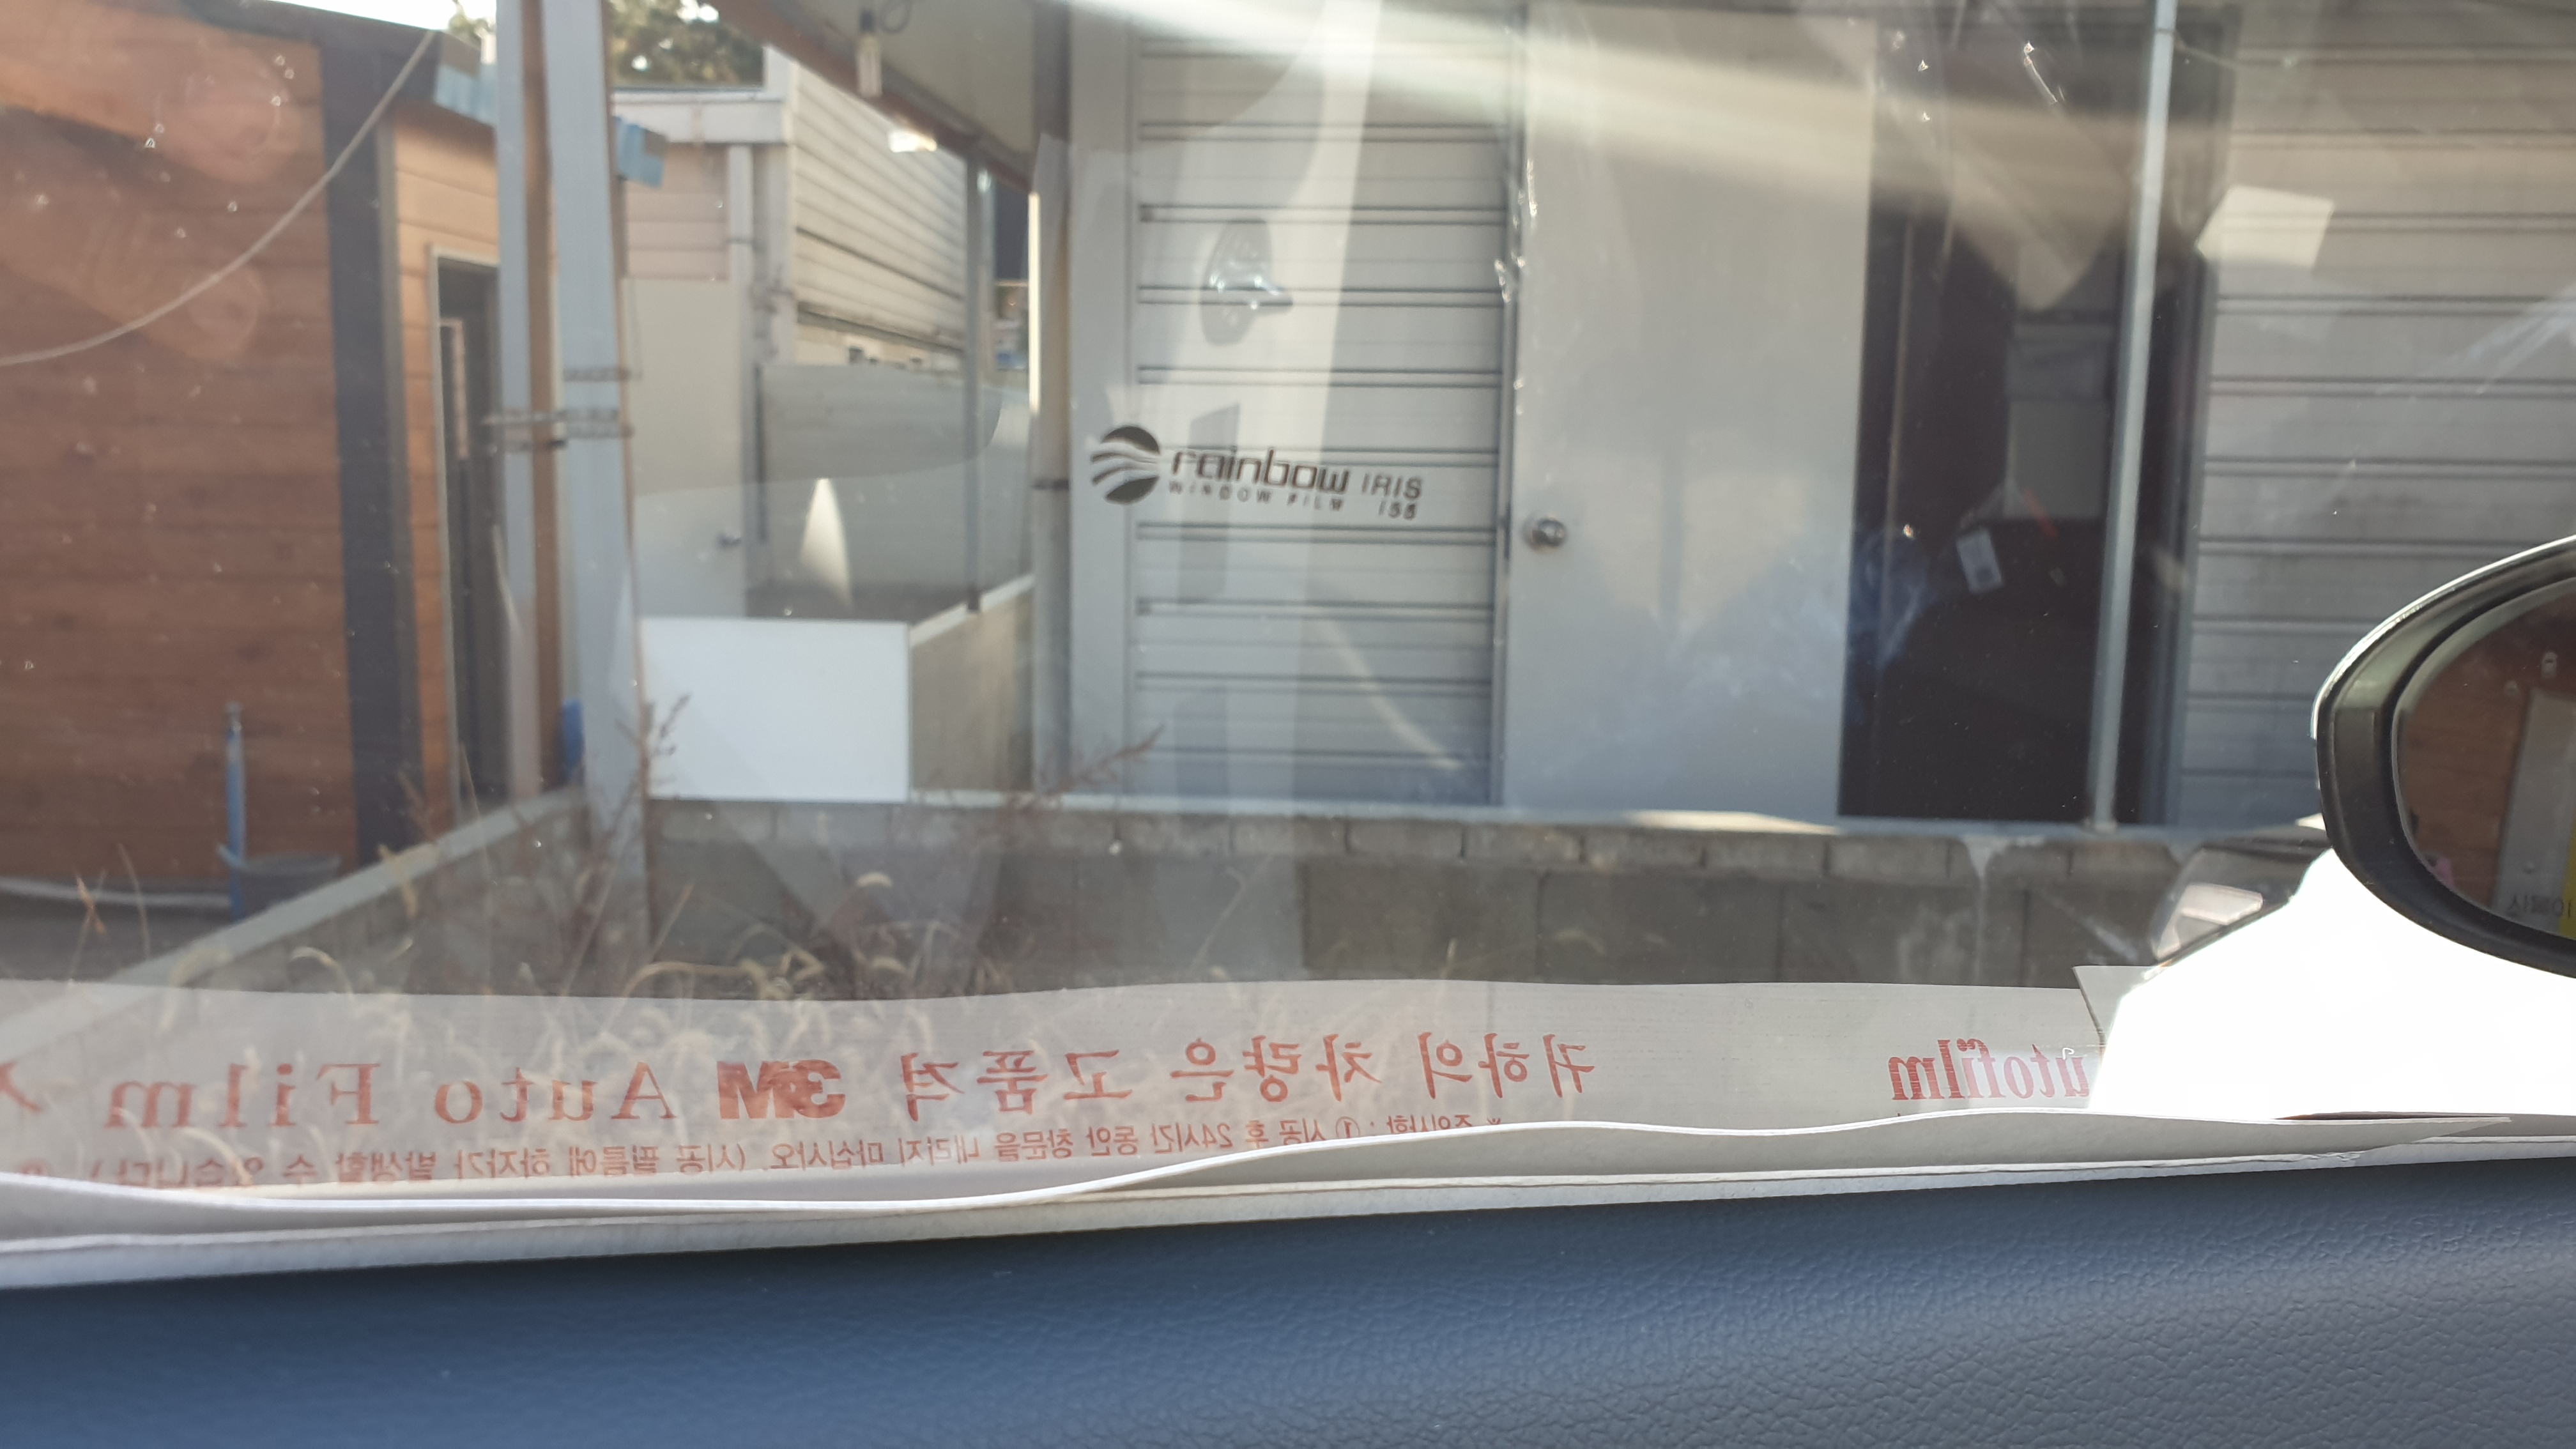 rainbow IRIS
WINDOW FILM I55
귀하의 차량은 고품격 3M Auto Film
utofilm
※ 주의사항 : ① 시공 후 24시간 동안 창문을 내리지 마십시오. (시공 필름에 하자가 발생할 수 있습니다.)